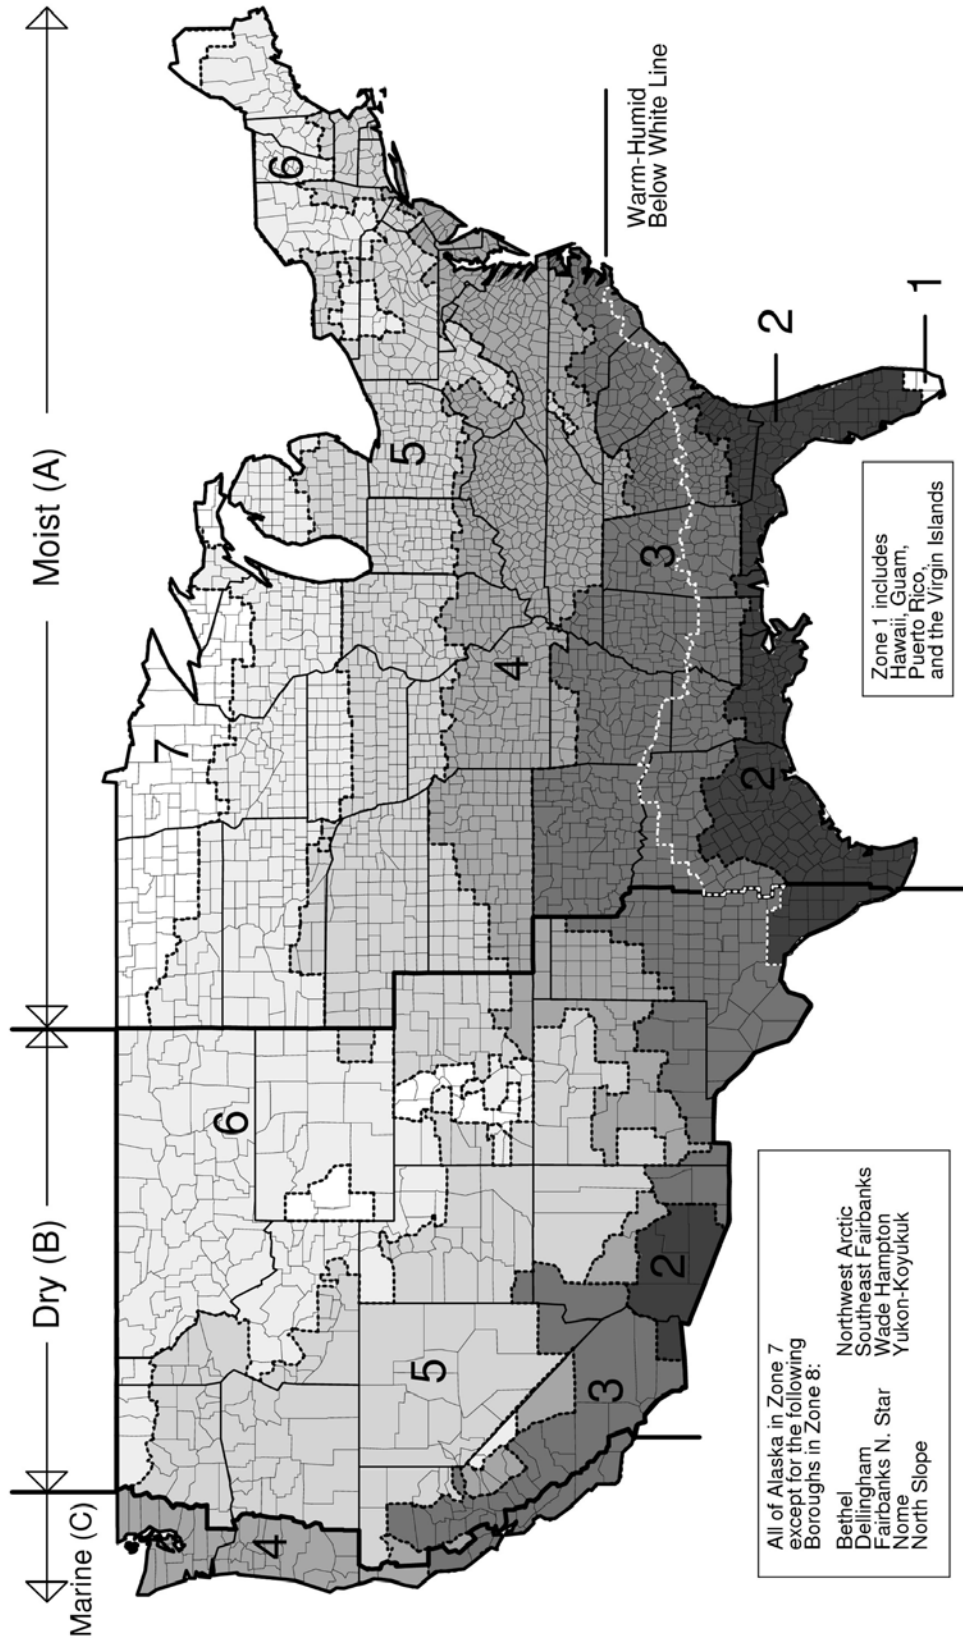 Marine (C)
Dry (B)
Moist (A)
7
6
6
5
5
4
4
3
3
2
2
2
1
Warm-Humid
Below White Line
All of Alaska in Zone 7
except for the following
Boroughs in Zone 8:
Bethel
Dellingham
Fairbanks N. Star
Nome
North Slope
Northwest Arctic
Southeast Fairbanks
Wade Hampton
Yukon-Koyukuk
Zone 1 includes
Hawaii, Guam,
Puerto Rico,
and the Virgin Islands